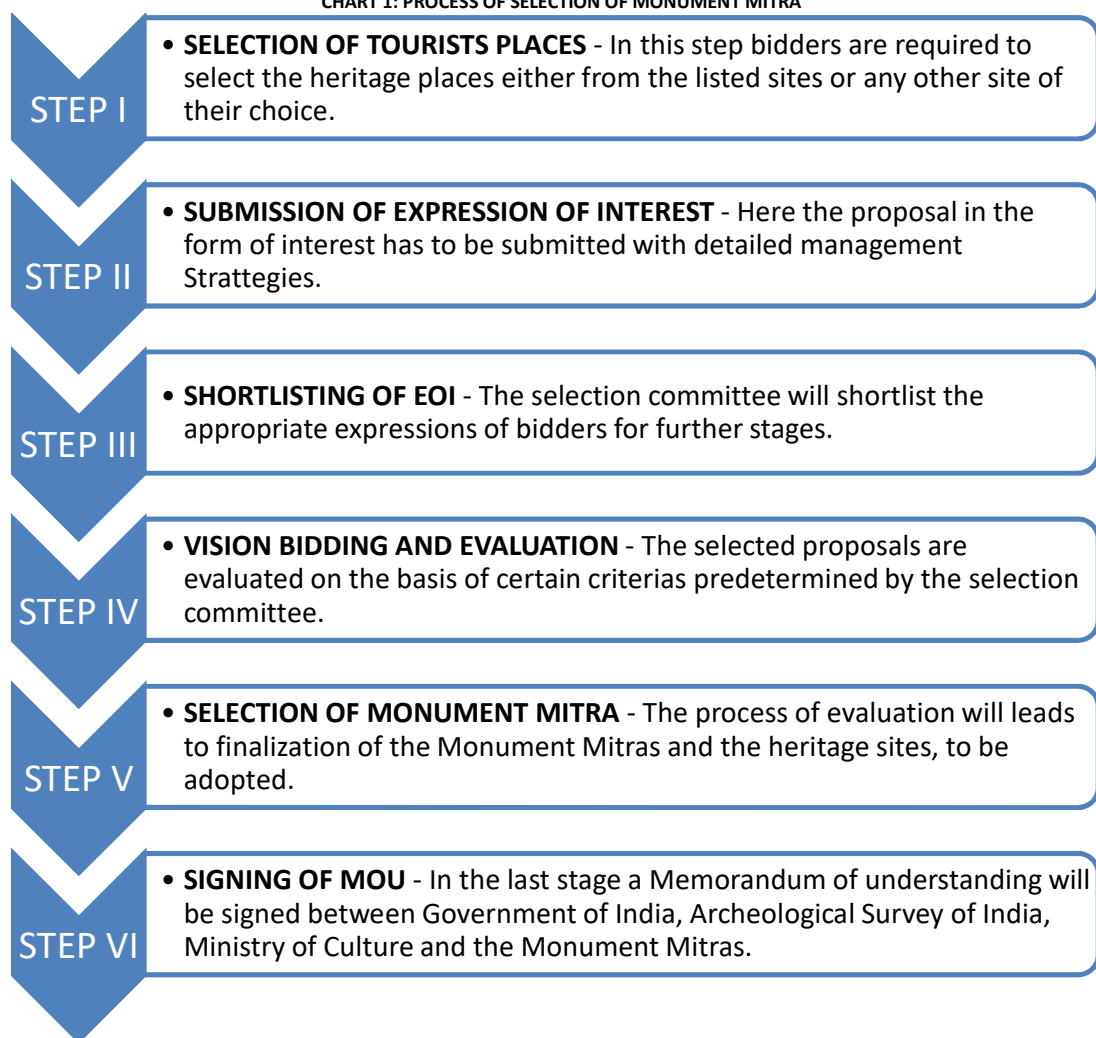 CHART 1: PROCESS OF SELECTION OF MONUMENT MITRA
STEP I
• SELECTION OF TOURISTS PLACES - In this step bidders are required to
select the heritage places either from the listed sites or any other site of
their choice.
STEP II
• SUBMISSION OF EXPRESSION OF INTEREST - Here the proposal in the
form of interest has to be submitted with detailed management
Strattegies.
STEP III
• SHORTLISTING OF EOI - The selection committee will shortlist the
appropriate expressions of bidders for further stages.
STEP IV
• VISION BIDDING AND EVALUATION - The selected proposals are
evaluated on the basis of certain criterias predetermined by the selection
committee.
STEP V
• SELECTION OF MONUMENT MITRA - The process of evaluation will leads
to finalization of the Monument Mitras and the heritage sites, to be
adopted.
STEP VI
• SIGNING OF MOU - In the last stage a Memorandum of understanding will
be signed between Government of India, Archeological Survey of India,
Ministry of Culture and the Monument Mitras.